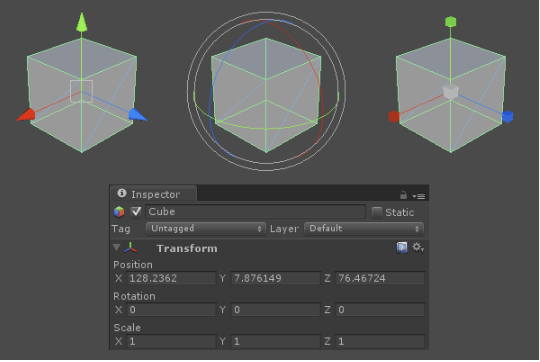 Inspector
Cube Static
Tag Untagged Layer Default
Transform
Position
X 128.2362 Y 7.876149 Z 76.46724
Rotation
X 0 Y 0 Z 0
Scale
X 1 Y 1 Z 1